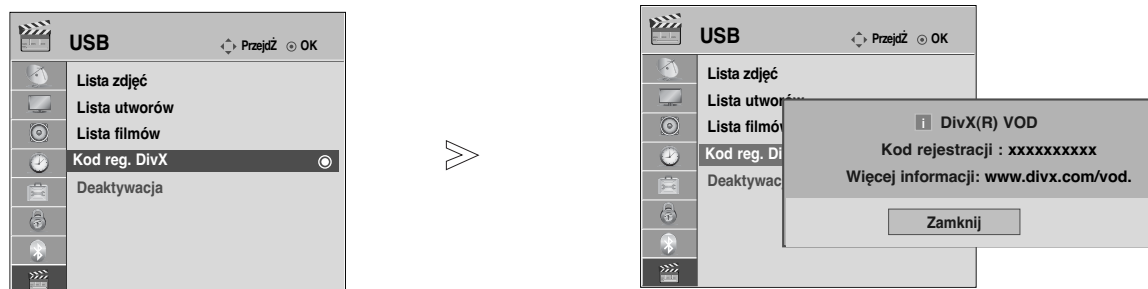 USB
PrzejdŹ OK
Lista zdjęć
Lista utworów
Lista filmów
Kod reg. DivX
Deaktywacja
USB
PrzejdŹ OK
Lista zdjęć
Lista utworów
Lista filmów
Kod reg. Di
Deaktywac
i DivX(R) VOD
Kod rejestracji : xxxxxxxxxx
Więcej informacji: www.divx.com/vod.
Zamknij